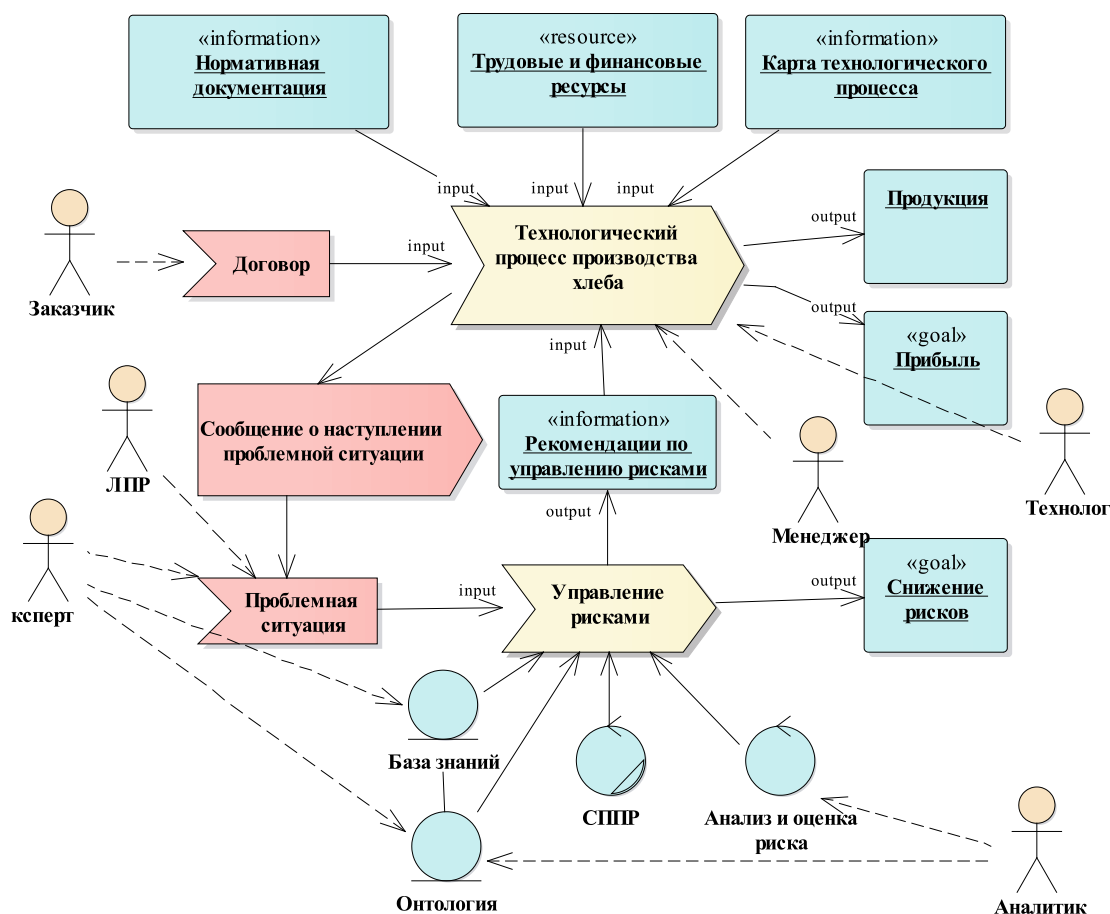 «information»
Нормативная
документация
«resource»
Трудовые и финансовые
ресурсы
«information»
Карта технологического
процесса
input
input
input
Продукция
output
Технологический
процесс производства
хлеба
input
Договор
Заказчик
output
«goal»
Прибыль
input
Сообщение о наступлении
проблемной ситуации
ЛПР
«information»
Рекомендации по
управлению рисками
output
Менеджер
Технолог
ксперт
Проблемная
ситуация
input
Управление
рисками
output
«goal»
Снижение
рисков
База знаний
СППР
Анализ и оценка
риска
Онтология
Аналитик